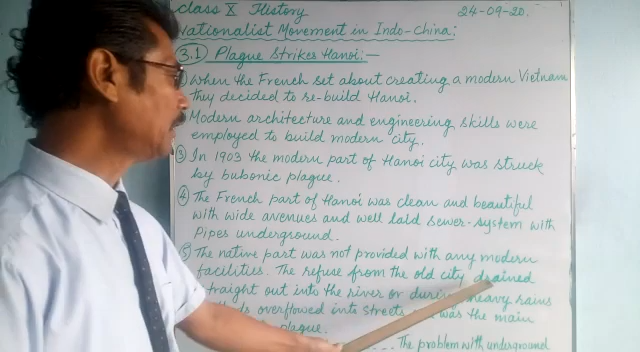 Class X History 24-09-20.
Nationalist Movement in Indo-China:
3.1 Plague Strikes Hanoi:—
When the French set about creating a modern Vietnam
they decided to re-build Hanoi.
Modern architecture and engineering skills were
employed to build modern city.
③ In 1903 the modern part of Hanoi city was struck
by bubonic plague.
④ The French part of Hanoi was clean and beautiful
with wide avenues and well laid sewer-system with
Pipes underground.
⑤ The native part was not provided with any modern
facilities. The refuse from the old city drained
straight out into the river or during heavy rains
overflowed into streets was the main
plague.
.... The problem with underground